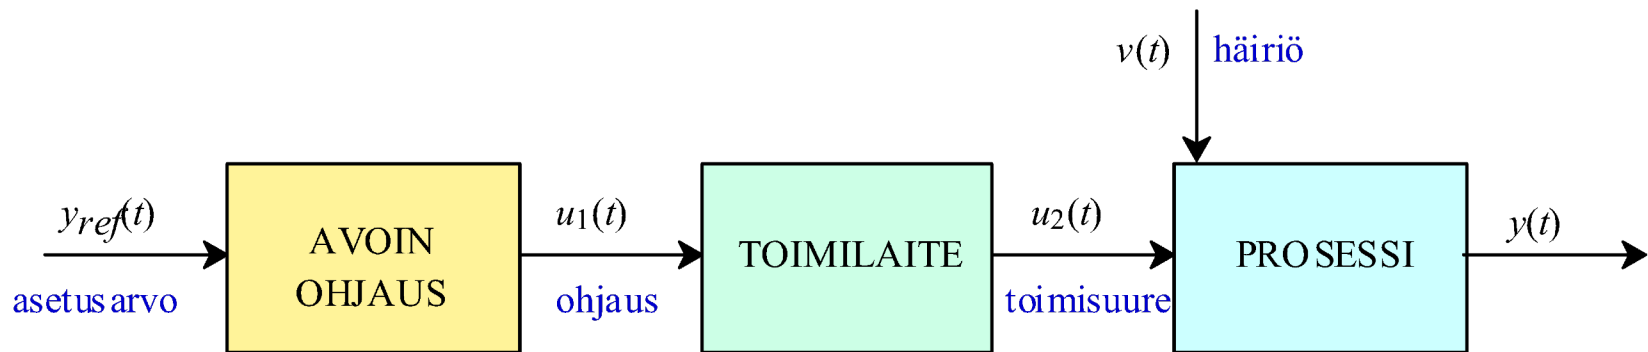 v(t) häiriö
yref(t)
asetusarvo
AVOIN
OHJAUS
u1(t)
ohjaus
TOIMILAITE
u2(t)
toimisuure
PROSESSI
y(t)